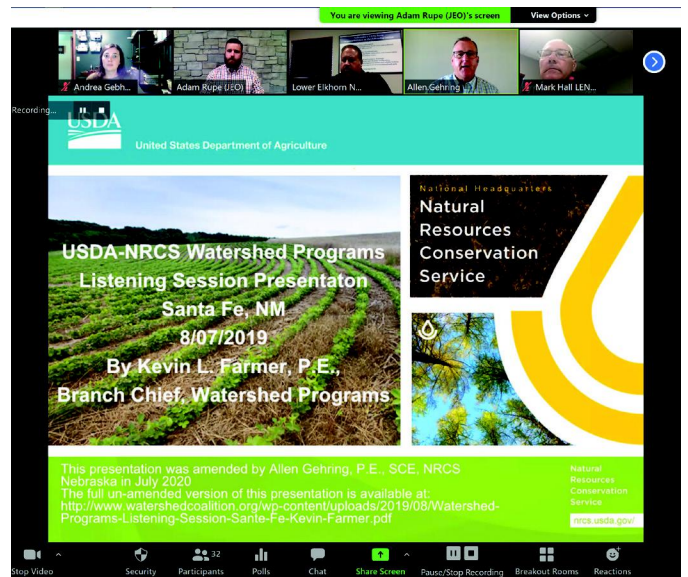 You are viewing Adam Rupe (JEO)'s screen
View Options
Andrea Gebh...
Adam Rupe (JEO)
Lower Elkhorn N...
Allen Gehring
Mark Hall LEN...
Recording...
USDA
United States Department of Agriculture
USDA-NRCS Watershed Programs
Listening Session Presentaton
Santa Fe, NM
8/07/2019
By Kevin L. Farmer, P.E.,
Branch Chief, Watershed Programs
National Headquarters
Natural
Resources
Conservation
Service
This presentation was amended by Allen Gehring, P.E., SCE, NRCS
Nebraska in July 2020
The full un-amended version of this presentation is available at:
http://www.watershedcoalition.org/wp-content/uploads/2019/08/Watershed-
Programs-Listening-Session-Sante-Fe-Kevin-Farmer.pdf
Natural
Resources
Conservation
Service
nrcs.usda.gov/
Stop Video
Security
32
Participants
Polls
Chat
Share Screen
Pause/Stop Recording
Breakout Rooms
Reactions